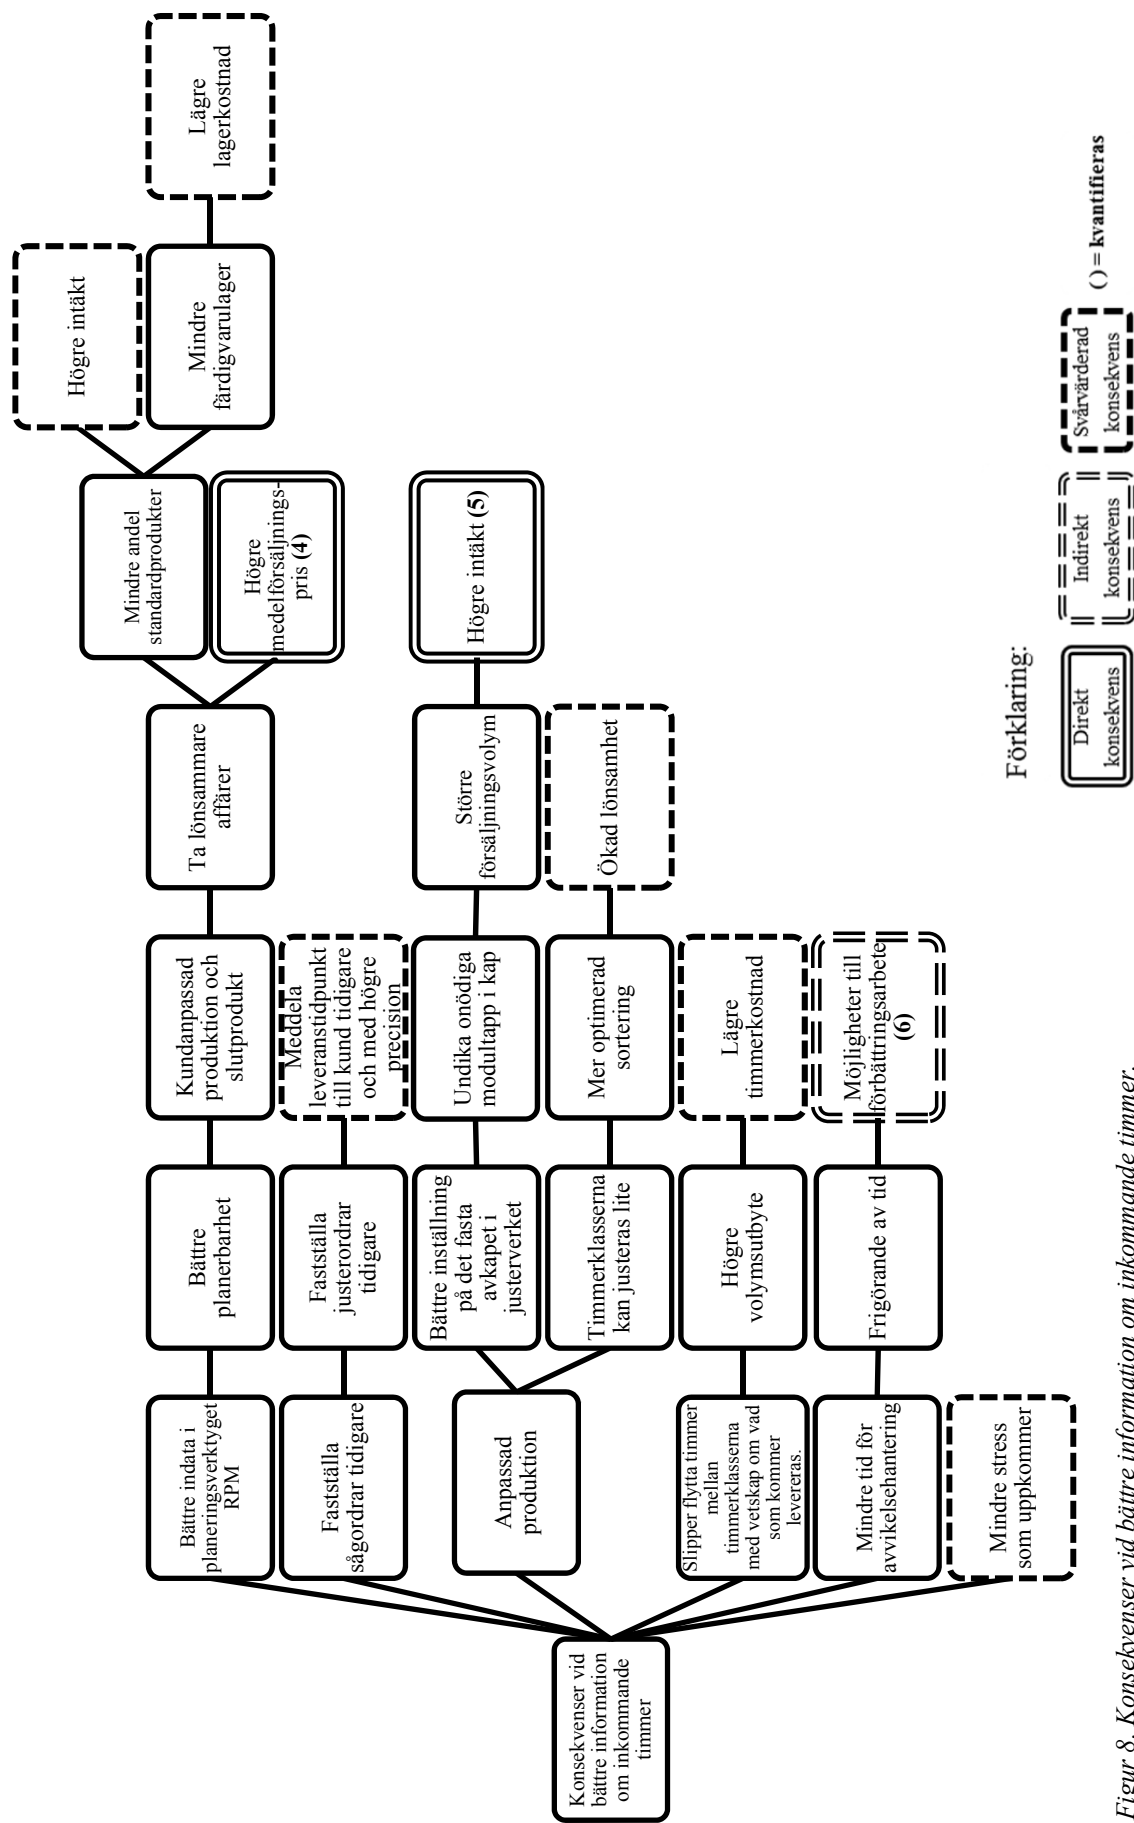 Konsekvenser vid
bättre information
om inkommande
timmer
Bättre indata i
planeringsverktyget
RPM
Bättre
planerbarhet
Kundanpassad
produktion och
slutprodukt
Ta lönsammare
affärer
Mindre andel
standardprodukter
Högre intäkt
Mindre
färdigvarulager
Lägre
lagerkostnad
Högre
medelförsäljnings-
pris (4)
Fastställa
sågordrar tidigare
Fastställa
justerordrar
tidigare
Meddela
leveranstidpunkt
till kund tidigare
och med högre
precision
Anpassad
produktion
Bättre inställning
på det fasta
avkapet i
justerverket
Undika onödiga
modultapp i kap
Större
försäljningsvolym
Högre intäkt (5)
Timmerklasserna
kan justeras lite
Mer optimerad
sortering
Ökad lönsamhet
Slipper flytta timmer
mellan
timmerklasserna
med vetskap om vad
som kommer
levereras.
Högre
volymsutbyte
Lägre
timmerkostnad
Mindre tid för
avvikelsehantering
Frigörande av tid
Möjligheter till
förbättringsarbete
(6)
Mindre stress
som uppkommer
Förklaring:
Direkt
konsekvens
Indirekt
konsekvens
Svårvärderad
konsekvens
( ) = kvantifieras
Figur 8. Konsekvenser vid bättre information om inkommande timmer.